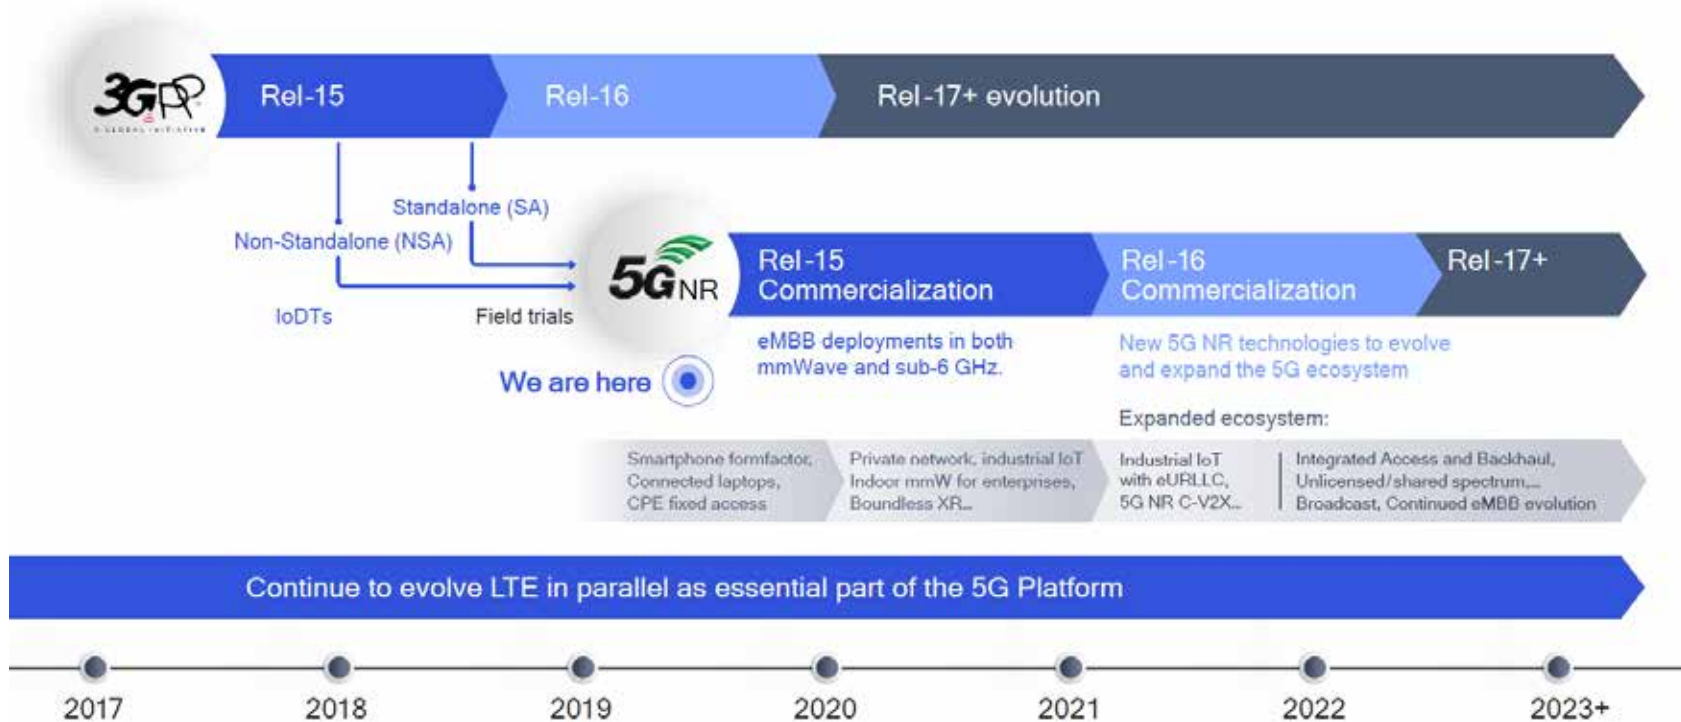 3GPP
A GLOBAL INITIATIVE
Rel-15
Rel-16
Rel-17+ evolution
Standalone (SA)
Non-Standalone (NSA)
IoDTs
Field trials
5G NR
We are here
Rel-15
Commercialization
Rel-16
Commercialization
Rel-17+
eMBB deployments in both
mmWave and sub-6 GHz.
New 5G NR technologies to evolve
and expand the 5G ecosystem
Expanded ecosystem:
Smartphone formfactor,
Connected laptops,
CPE fixed access
Private network, industrial IoT
Indoor mmW for enterprises,
Boundless XR...
Industrial IoT
with eURLLC,
5G NR C-V2X...
Integrated Access and Backhaul,
Unlicensed/shared spectrum,...
Broadcast, Continued eMBB evolution
Continue to evolve LTE in parallel as essential part of the 5G Platform
2017
2018
2019
2020
2021
2022
2023+